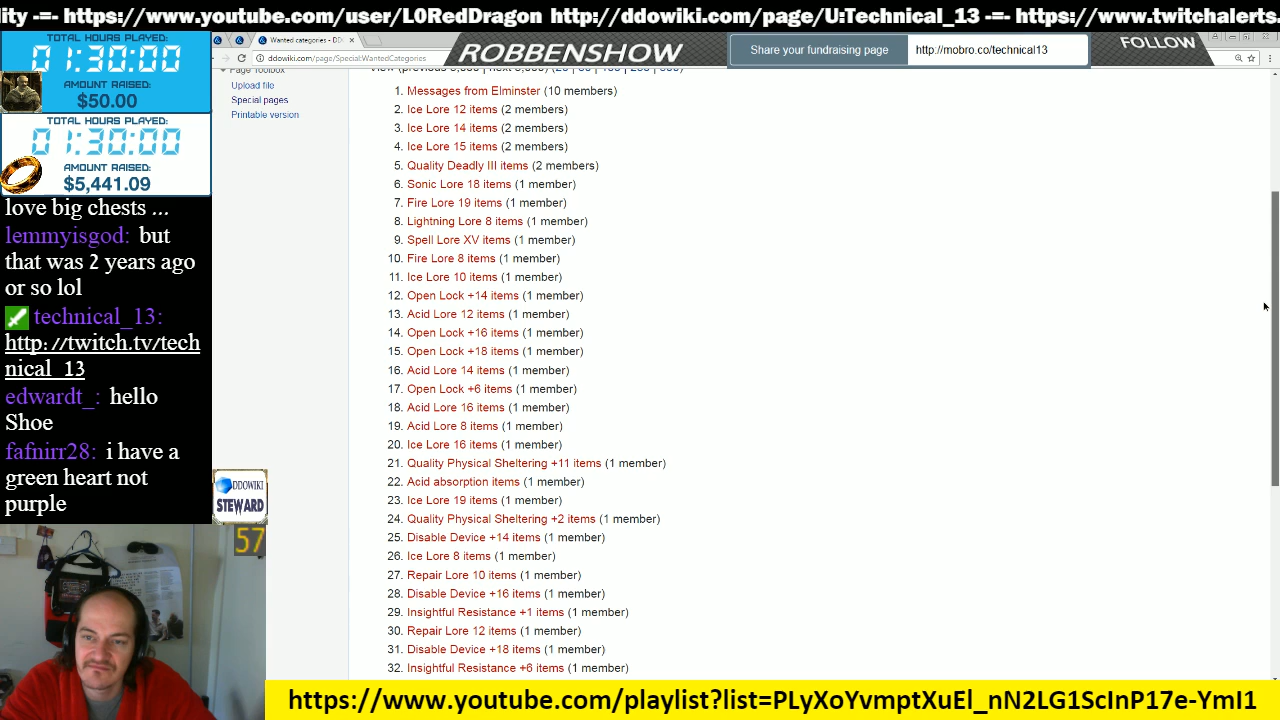 lity -=- https://www.youtube.com/user/L0RedDragon http://ddowiki.com/page/U:Technical_13 -=- https://www.twitchalerts.
TOTAL HOURS PLAYED:
01:30:00
AMOUNT RAISED:
$50.00
TOTAL HOURS PLAYED:
01:30:00
AMOUNT RAISED:
$5,441.09
love big chests ...
lemmyisgod: but
that was 2 years ago
or so lol
technical_13:
http://twitch.tv/tech
nical_13
edwardt_: hello
Shoe
fafnirr28: i have a
green heart not
purple
Wanted categories - DD
ddowiki.com/page/Special:WantedCategories
ROBBENSHOW
Share your fundraising page
http://mobro.co/technical13
FOLLOW
Page Toolbox
Upload file
Special pages
Printable version
1. Messages from Elminster (10 members)
2. Ice Lore 12 items (2 members)
3. Ice Lore 14 items (2 members)
4. Ice Lore 15 items (2 members)
5. Quality Deadly III items (2 members)
6. Sonic Lore 18 items (1 member)
7. Fire Lore 19 items (1 member)
8. Lightning Lore 8 items (1 member)
9. Spell Lore XV items (1 member)
10. Fire Lore 8 items (1 member)
11. Ice Lore 10 items (1 member)
12. Open Lock +14 items (1 member)
13. Acid Lore 12 items (1 member)
14. Open Lock +16 items (1 member)
15. Open Lock +18 items (1 member)
16. Acid Lore 14 items (1 member)
17. Open Lock +6 items (1 member)
18. Acid Lore 16 items (1 member)
19. Acid Lore 8 items (1 member)
20. Ice Lore 16 items (1 member)
21. Quality Physical Sheltering +11 items (1 member)
22. Acid absorption items (1 member)
23. Ice Lore 19 items (1 member)
24. Quality Physical Sheltering +2 items (1 member)
25. Disable Device +14 items (1 member)
26. Ice Lore 8 items (1 member)
27. Repair Lore 10 items (1 member)
28. Disable Device +16 items (1 member)
29. Insightful Resistance +1 items (1 member)
30. Repair Lore 12 items (1 member)
31. Disable Device +18 items (1 member)
32. Insightful Resistance +6 items (1 member)
DDOWIKI
STEWARD
57
https://www.youtube.com/playlist?list=PLyXoYvmptXuEl_nN2LG1ScInP17e-YmI1